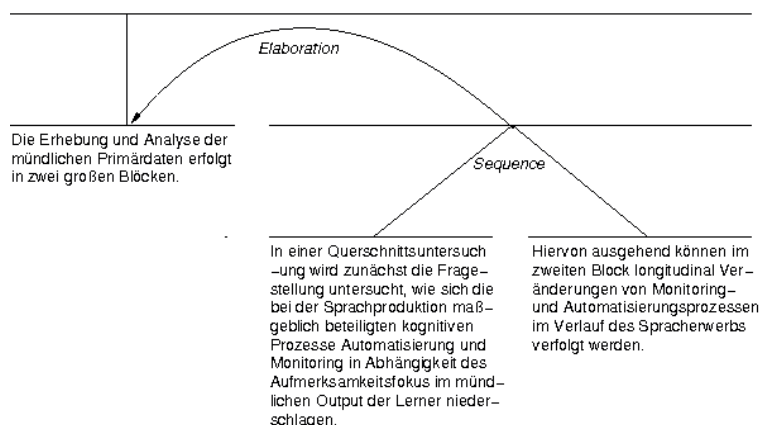 Elaboration
Die Erhebung und Analyse der
mündlichen Primärdaten erfolgt
in zwei großen Blöcken.
Sequence
In einer Querschnittsuntersuch
–ung wird zunächst die Frage–
stellung untersucht, wie sich die
bei der Sprachproduktion maß–
geblich beteiligten kognitiven
Prozesse Automatisierung und
Monitoring in Abhängigkeit des
Aufmerksamkeitsfokus im münd–
lichen Output der Lerner nieder–
schlagen.
Hiervon ausgehend können im
zweiten Block longitudinal Ver–
änderungen von Monitoring–
und Automatisierungsprozessen
im Verlauf des Spracherwerbs
verfolgt werden.